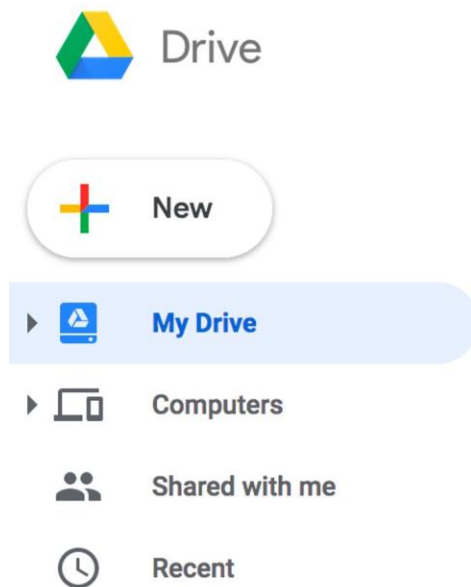 Drive
New
My Drive
Computers
Shared with me
Recent